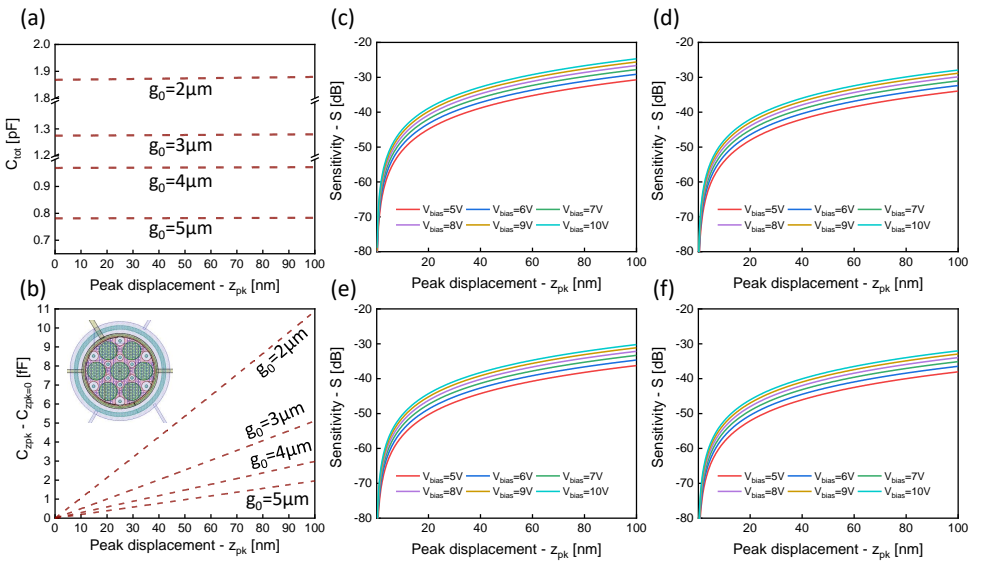 (a)
2.0
1.9
1.8
1.3
1.2
0.9
0.8
0.7
C_tot [pF]
g₀=2μm
g₀=3μm
g₀=4μm
g₀=5μm
0 10 20 30 40 50 60 70 80 90 100
Peak displacement - z_pk [nm]
(c)
-20
-30
-40
-50
-60
-70
-80
Sensitivity - S [dB]
V_bias=5V V_bias=6V V_bias=7V
V_bias=8V V_bias=9V V_bias=10V
20 40 60 80 100
Peak displacement - z_pk [nm]
(d)
-20
-30
-40
-50
-60
-70
-80
Sensitivity - S [dB]
V_bias=5V V_bias=6V V_bias=7V
V_bias=8V V_bias=9V V_bias=10V
20 40 60 80 100
Peak displacement - z_pk [nm]
(b)
11
10
9
8
7
6
5
4
3
2
1
0
C_zpk - C_zpk=0 [fF]
g₀=2μm
g₀=3μm
g₀=4μm
g₀=5μm
0 10 20 30 40 50 60 70 80 90 100
Peak displacement - z_pk [nm]
(e)
-20
-30
-40
-50
-60
-70
-80
Sensitivity - S [dB]
V_bias=5V V_bias=6V V_bias=7V
V_bias=8V V_bias=9V V_bias=10V
20 40 60 80 100
Peak displacement - z_pk [nm]
(f)
-20
-30
-40
-50
-60
-70
-80
Sensitivity - S [dB]
V_bias=5V V_bias=6V V_bias=7V
V_bias=8V V_bias=9V V_bias=10V
20 40 60 80 100
Peak displacement - z_pk [nm]